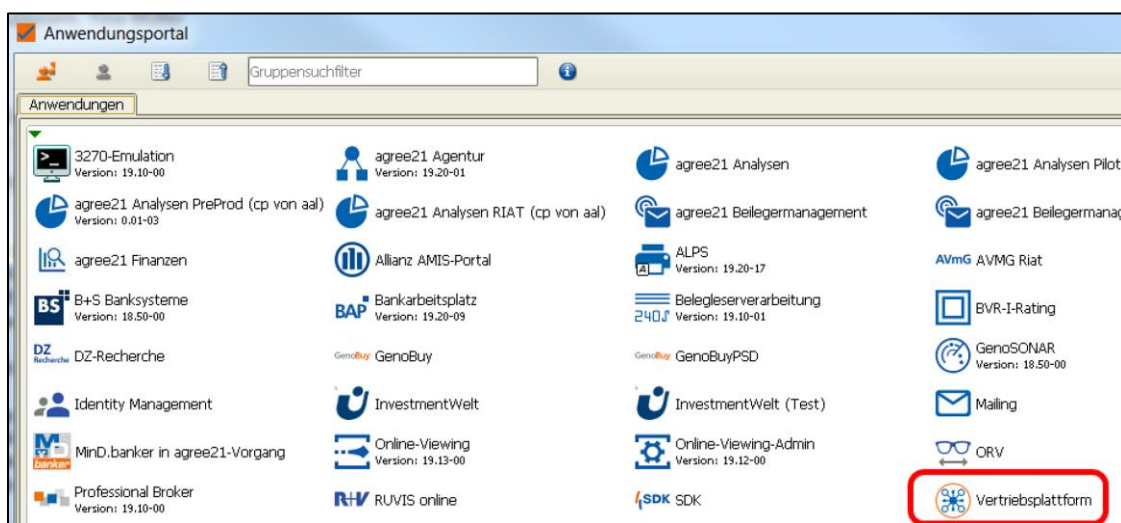 Anwendungsportal
Gruppensuchfilter
Anwendungen
3270-Emulation
Version: 19.10-00
agree21 Agentur
Version: 19.20-01
agree21 Analysen
agree21 Analysen Pilot
agree21 Analysen PreProd (cp von aal)
Version: 0.01-03
agree21 Analysen RIAT (cp von aal)
agree21 Beilegermanagement
agree21 Beilegermanag
agree21 Finanzen
Allianz AMIS-Portal
A
ALPS
Version: 19.20-17
AVmG AVMG Riat
BS
B+S Banksysteme
Version: 18.50-00
BAP
Bankarbeitsplatz
Version: 19.20-09
240
Belegleserverarbeitung
Version: 19.10-01
BVR-I-Rating
DZ
Recherche
DZ-Recherche
GenoBuy GenoBuy
GenoBuy GenoBuyPSD
GenoSONAR
Version: 18.50-00
Identity Management
InvestmentWelt
InvestmentWelt (Test)
Mailing
banker
MinD.banker in agree21-Vorgang
Online-Viewing
Version: 19.13-00
Online-Viewing-Admin
Version: 19.12-00
ORV
Professional Broker
Version: 19.10-00
RUVIS online
SDK SDK
Vertriebsplattform